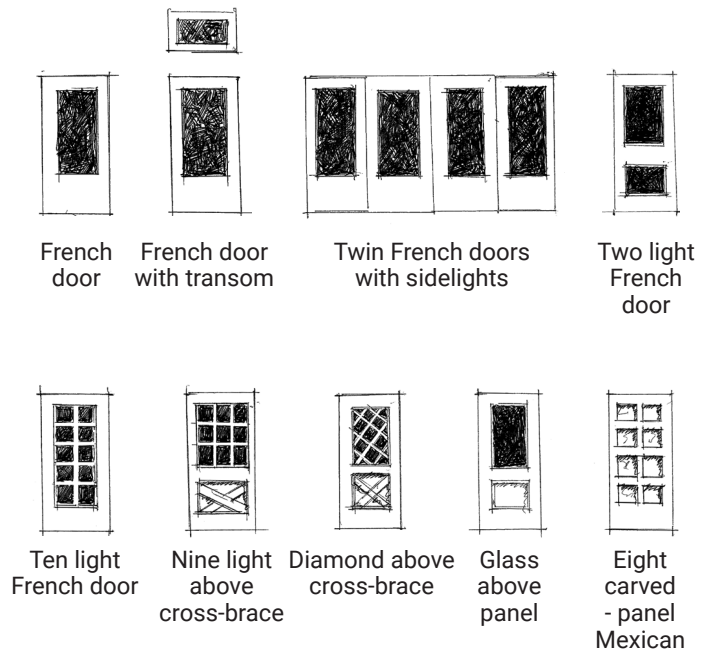 French
door
French door
with transom
Twin French doors
with sidelights
Two light
French
door
Ten light
French door
Nine light
above
cross-brace
Diamond above
cross-brace
Glass
above
panel
Eight
carved
- panel
Mexican